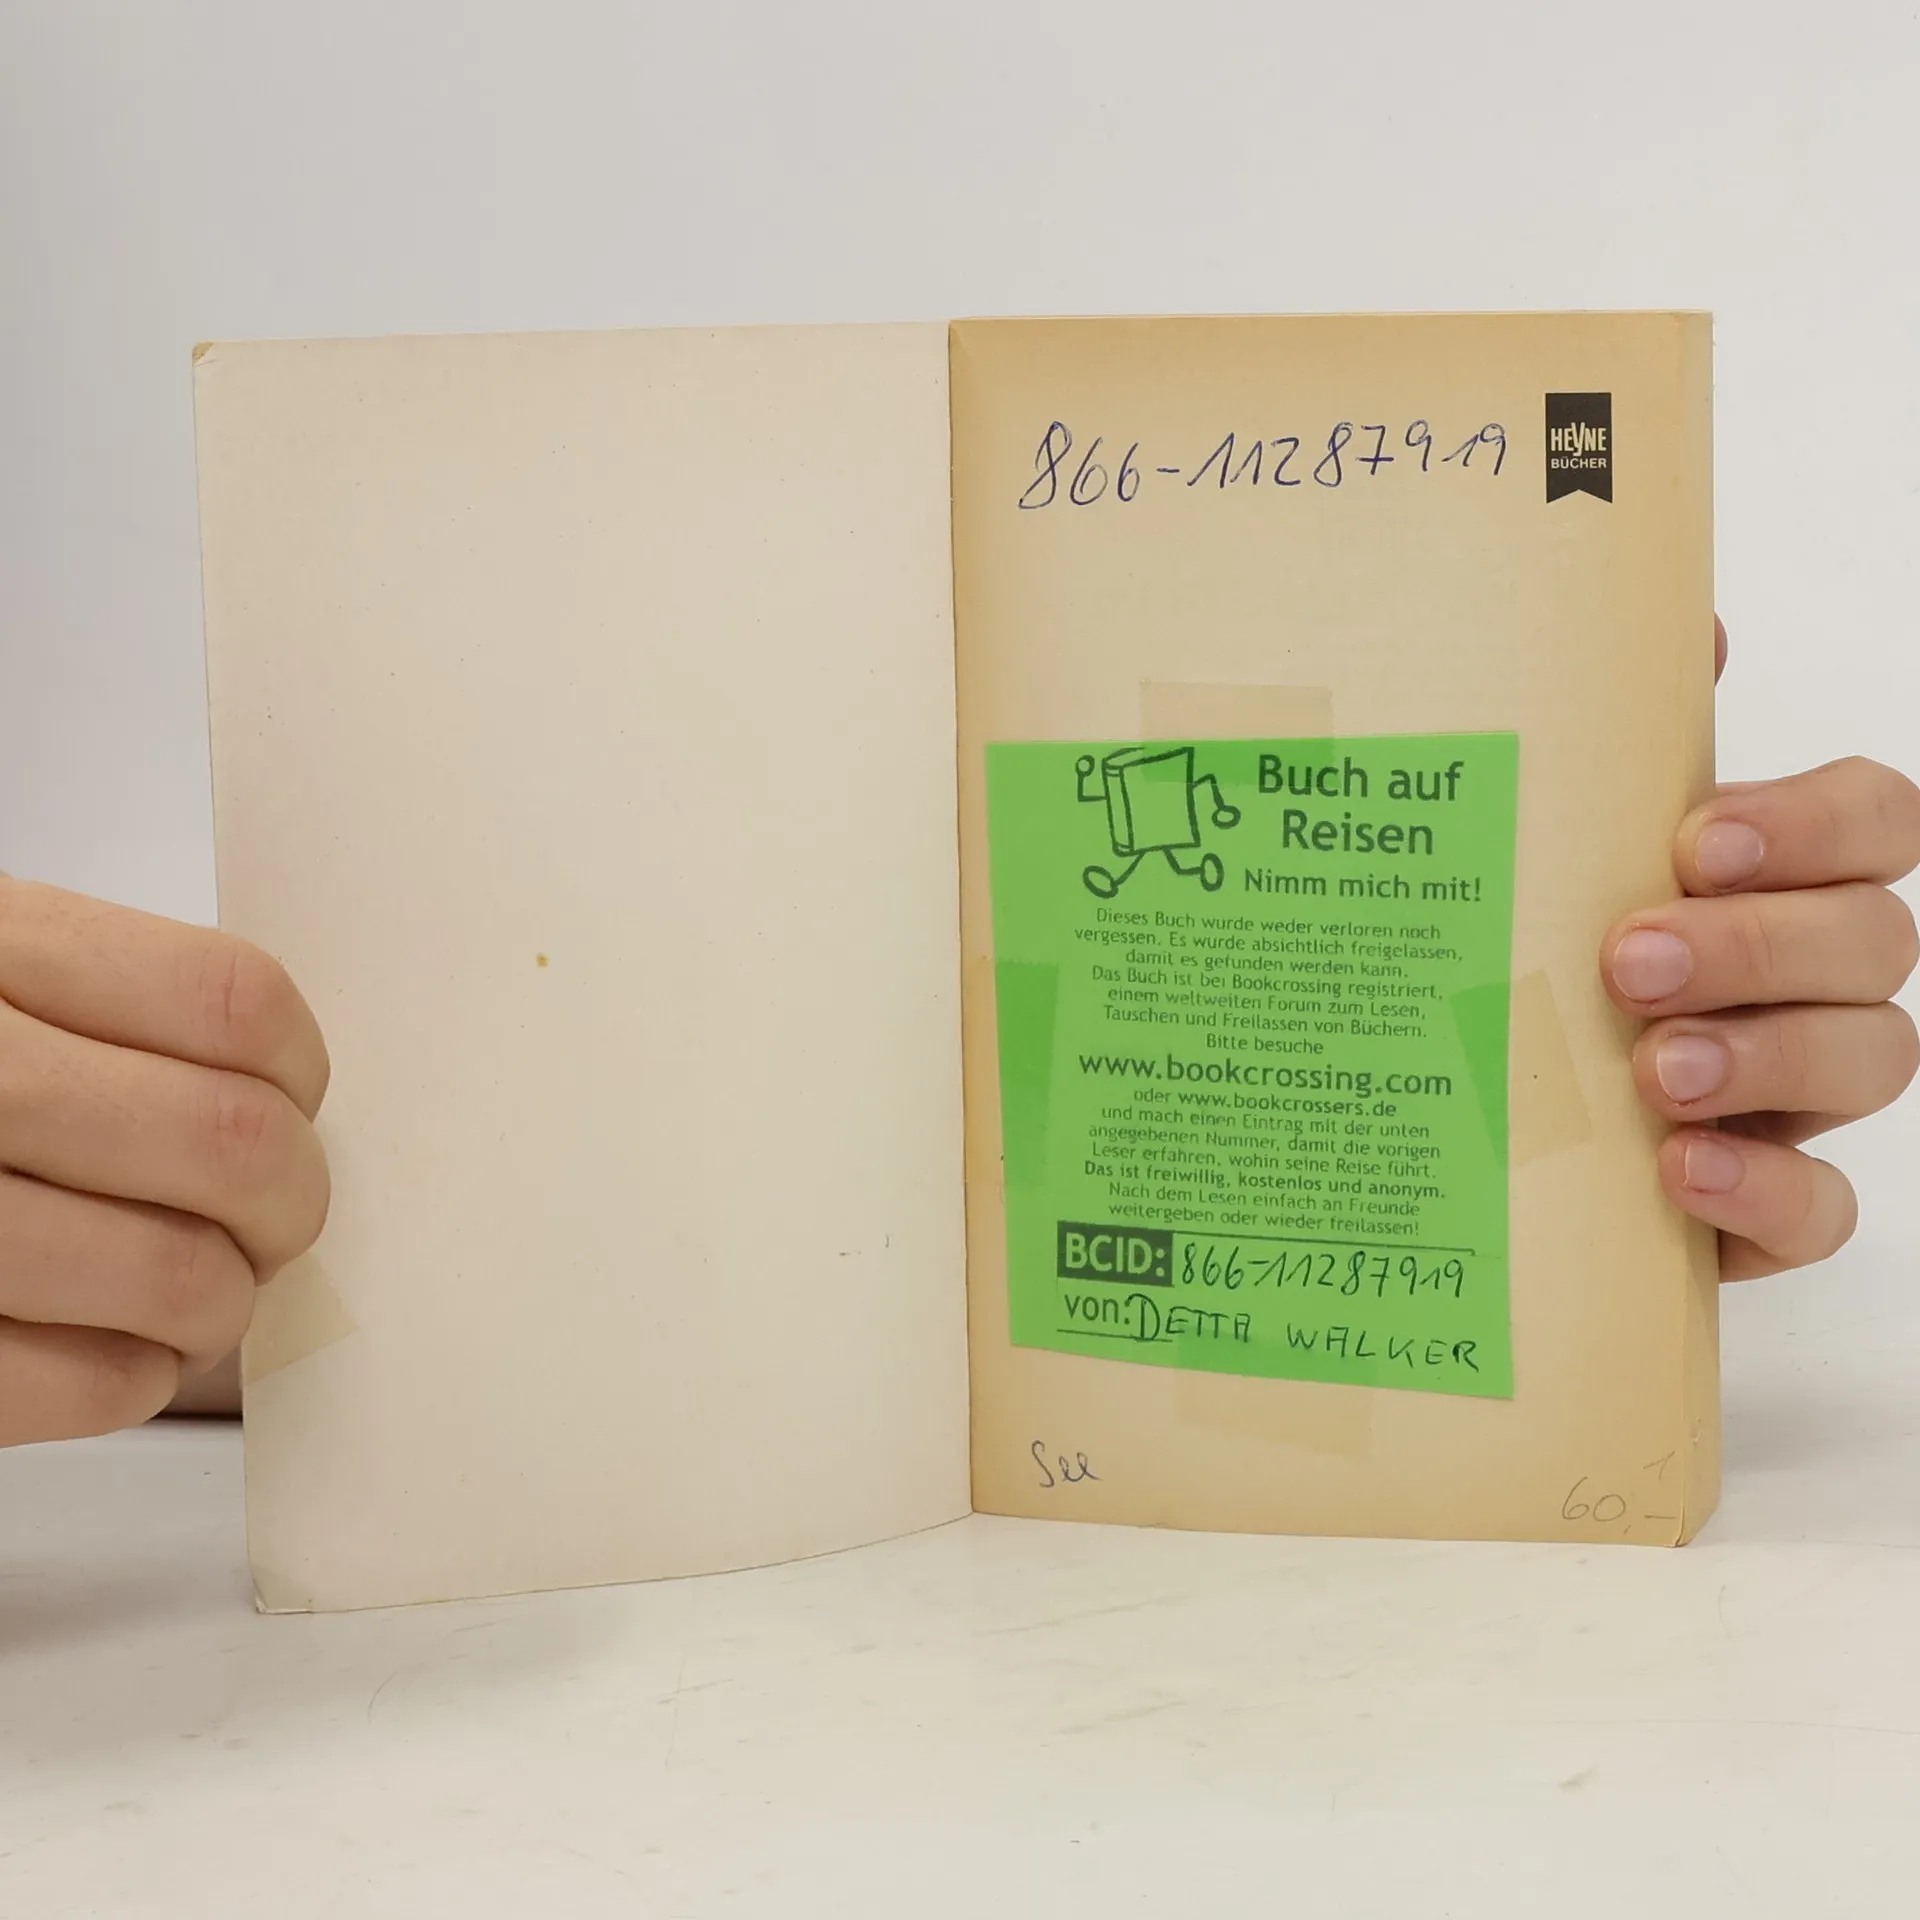 866-11287919
HEYNE
BÜCHER
Buch auf
Reisen
Nimm mich mit!
Dieses Buch wurde weder verloren noch
vergessen. Es wurde absichtlich freigelassen,
damit es gefunden werden kann.
Das Buch ist bei Bookcrossing registriert,
einem weltweiten Forum zum Lesen,
Tauschen und Freilassen von Büchern.
Bitte besuche
www.bookcrossing.com
oder www.bookcrossers.de
und mach einen Eintrag mit der unten
angegebenen Nummer, damit die vorigen
Leser erfahren, wohin seine Reise führt.
Das ist freiwillig, kostenlos und anonym.
Nach dem Lesen einfach an Freunde
weitergeben oder wieder freilassen!
BCID: 866-11287919
von: DETTA WALKER
See
1
60,-